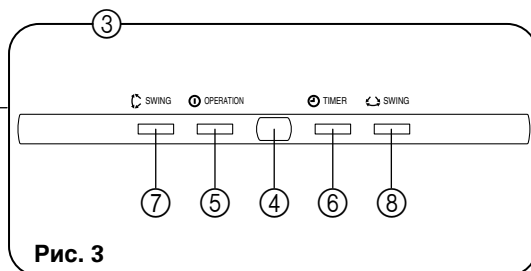 ③
SWING OPERATION TIMER SWING
⑦ ⑤ ④ ⑥ ⑧
Рис. 3